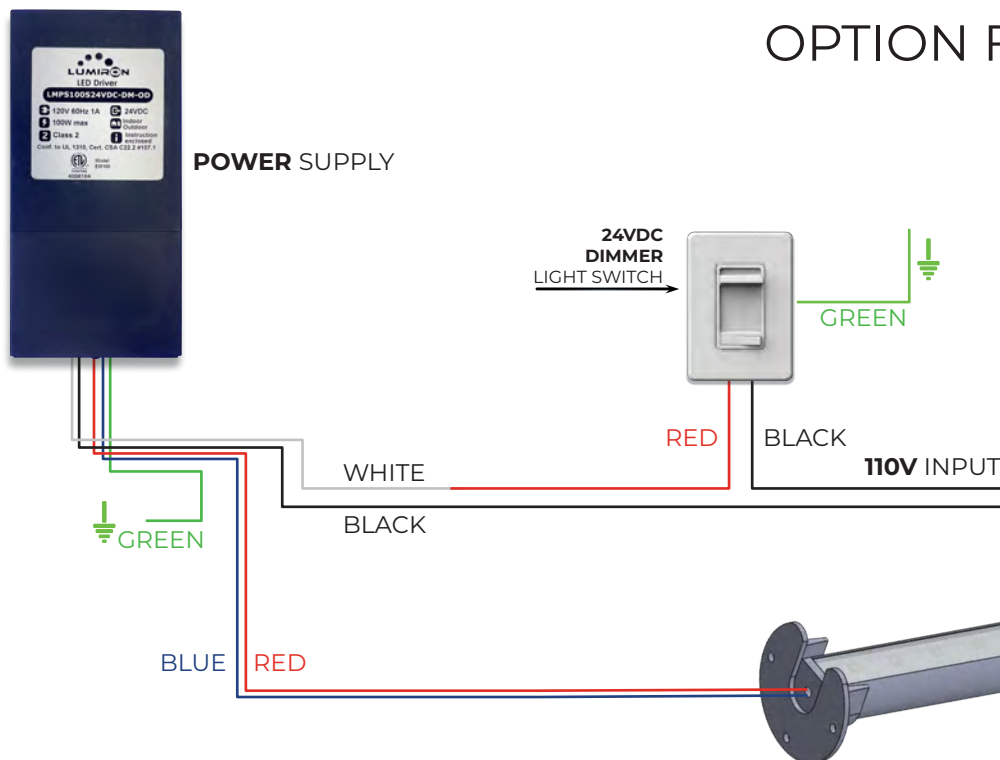 OPTION
LUMIRON
LED Driver
LMPS100S24VDC-DM-OD
120V 60Hz 1A
24VDC
100W max
Indoor
Outdoor
2 Class 2
Instruction
enclosed
Conf. to UL 1310, Cert. CSA C22.2 #107.1
Model
POWER SUPPLY
24VDC
DIMMER
LIGHT SWITCH
GREEN
RED
BLACK
110V INPUT
WHITE
BLACK
GREEN
BLUE
RED